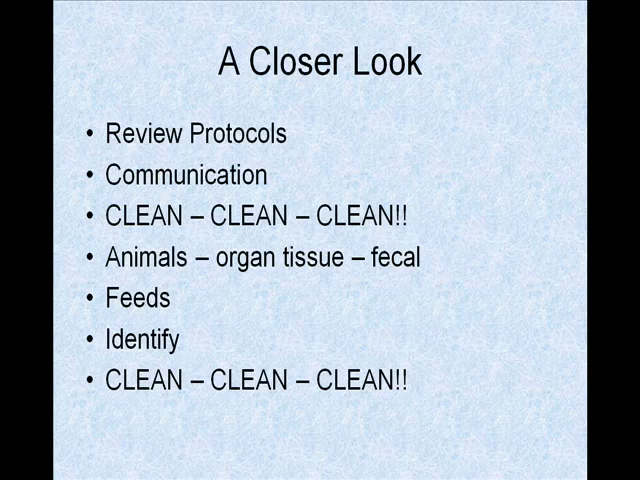 A Closer Look
• Review Protocols
• Communication
• CLEAN – CLEAN – CLEAN!!
• Animals – organ tissue – fecal
• Feeds
• Identify
• CLEAN – CLEAN – CLEAN!!